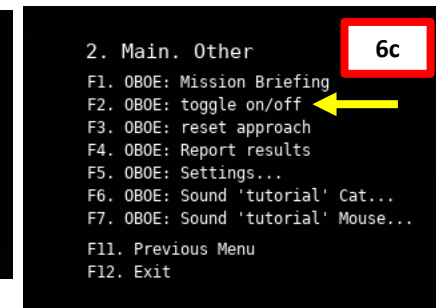 2. Main. Other
6c
F1. OBOE: Mission Briefing
F2. OBOE: toggle on/off
F3. OBOE: reset approach
F4. OBOE: Report results
F5. OBOE: Settings...
F6. OBOE: Sound 'tutorial' Cat...
F7. OBOE: Sound 'tutorial' Mouse...
F11. Previous Menu
F12. Exit